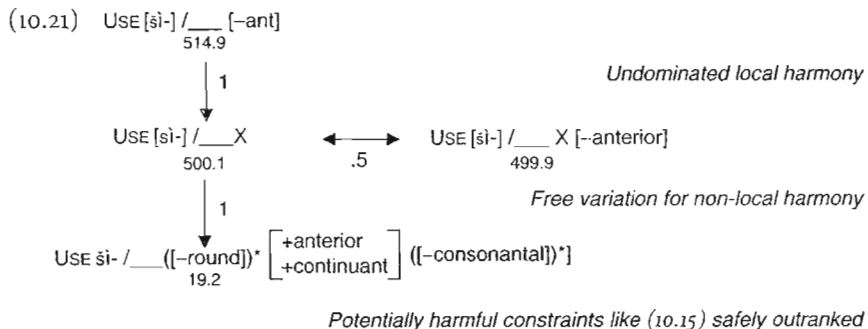 (10.21) USE [šì-] /___ [–ant]
514.9
1
Undominated local harmony
USE [sì-] /___X
500.1
.5
USE [šì-] /___ X [–anterior]
499.9
Free variation for non-local harmony
1
USE šì- /___([–round])* [+anterior +continuant] ([–consonantal])*]
19.2
Potentially harmful constraints like (10.15) safely outranked